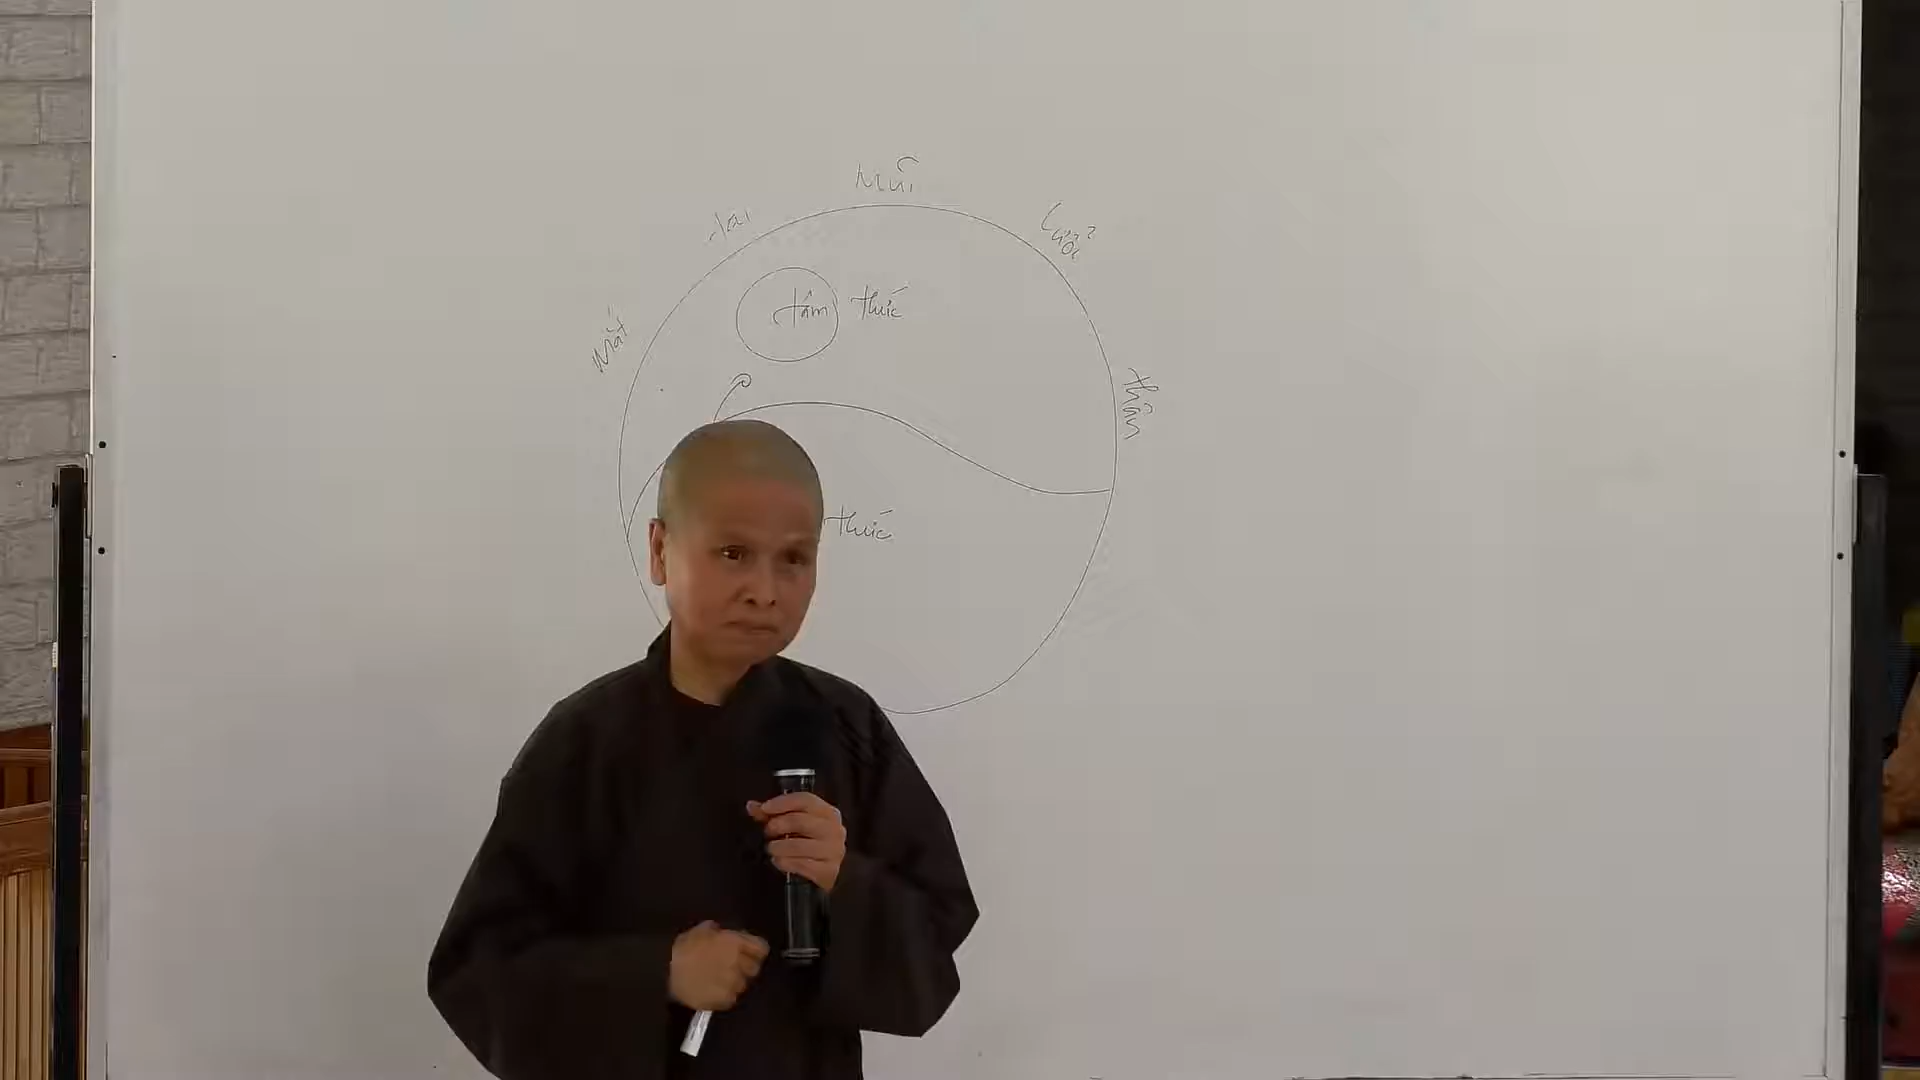 Mũi
Tai
Lưỡi
tâm thức
Mắt
thân
thức